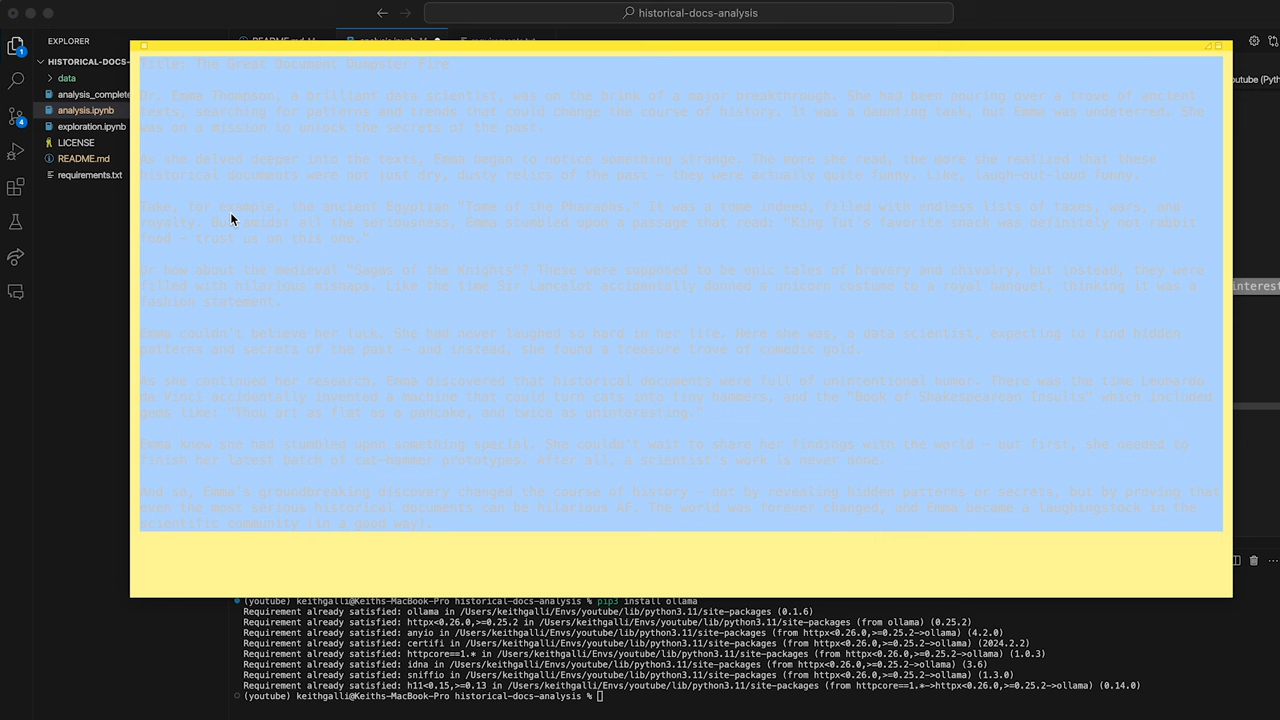 historical-docs-analysis
EXPLORER
HISTORICAL-DOCS-
data
analysis_complete
analysis.ipynb
exploration.ipynb
LICENSE
README.md
requirements.txt
1
4
Title: The Great Document Dumpster Fire
Dr. Emma Thompson, a brilliant data scientist, was on the brink of a major breakthrough. She had been pouring over a trove of ancient
texts, searching for patterns and trends that could change the course of history. It was a daunting task, but Emma was undeterred. She
was on a mission to unlock the secrets of the past.
As she delved deeper into the texts, Emma began to notice something strange. The more she read, the more she realized that these
historical documents were not just dry, dusty relics of the past – they were actually quite funny. Like, laugh-out-loud funny.
Take, for example, the ancient Egyptian "Tome of the Pharaohs." It was a tome indeed, filled with endless lists of taxes, wars, and
royalty. But amidst all the seriousness, Emma stumbled upon a passage that read: "King Tut's favorite snack was definitely not rabbit
food – trust us on this one."
Or how about the medieval "Sagas of the Knights"? These were supposed to be epic tales of bravery and chivalry, but instead, they were
filled with hilarious mishaps. Like the time Sir Lancelot accidentally donned a unicorn costume to a royal banquet, thinking it was a
fashion statement.
Emma couldn't believe her luck. She had never laughed so hard in her life. Here she was, a data scientist, expecting to find hidden
patterns and secrets of the past – and instead, she found a treasure trove of comedic gold.
As she continued her research, Emma discovered that historical documents were full of unintentional humor. There was the time Leonardo
da Vinci accidentally invented a machine that could turn cats into tiny hammers, and the "Book of Shakespearean Insults" which included
gems like: "Thou art as flat as a pancake, and twice as uninteresting."
Emma knew she had stumbled upon something special. She couldn't wait to share her findings with the world – but first, she needed to
finish her latest batch of cat-hammer prototypes. After all, a scientist's work is never done.
And so, Emma's groundbreaking discovery changed the course of history – not by revealing hidden patterns or secrets, but by proving that
even the most serious historical documents can be hilarious AF. The world was forever changed, and Emma became a laughingstock in the
scientific community (in a good way).
interest
(youtube) keithgalli@Keiths-MacBook-Pro historical-docs-analysis % pip3 install ollama
Requirement already satisfied: ollama in /Users/keithgalli/Envs/youtube/lib/python3.11/site-packages (0.1.6)
Requirement already satisfied: httpx<0.26.0,>=0.25.2 in /Users/keithgalli/Envs/youtube/lib/python3.11/site-packages (from ollama) (0.25.2)
Requirement already satisfied: anyio in /Users/keithgalli/Envs/youtube/lib/python3.11/site-packages (from httpx<0.26.0,>=0.25.2->ollama) (4.2.0)
Requirement already satisfied: certifi in /Users/keithgalli/Envs/youtube/lib/python3.11/site-packages (from httpx<0.26.0,>=0.25.2->ollama) (2024.2.2)
Requirement already satisfied: httpcore==1.* in /Users/keithgalli/Envs/youtube/lib/python3.11/site-packages (from httpx<0.26.0,>=0.25.2->ollama) (1.0.3)
Requirement already satisfied: idna in /Users/keithgalli/Envs/youtube/lib/python3.11/site-packages (from httpx<0.26.0,>=0.25.2->ollama) (3.6)
Requirement already satisfied: sniffio in /Users/keithgalli/Envs/youtube/lib/python3.11/site-packages (from httpx<0.26.0,>=0.25.2->ollama) (1.3.0)
Requirement already satisfied: h11<0.15,>=0.13 in /Users/keithgalli/Envs/youtube/lib/python3.11/site-packages (from httpcore==1.*->httpx<0.26.0,>=0.25.2->ollama) (0.14.0)
(youtube) keithgalli@Keiths-MacBook-Pro historical-docs-analysis %